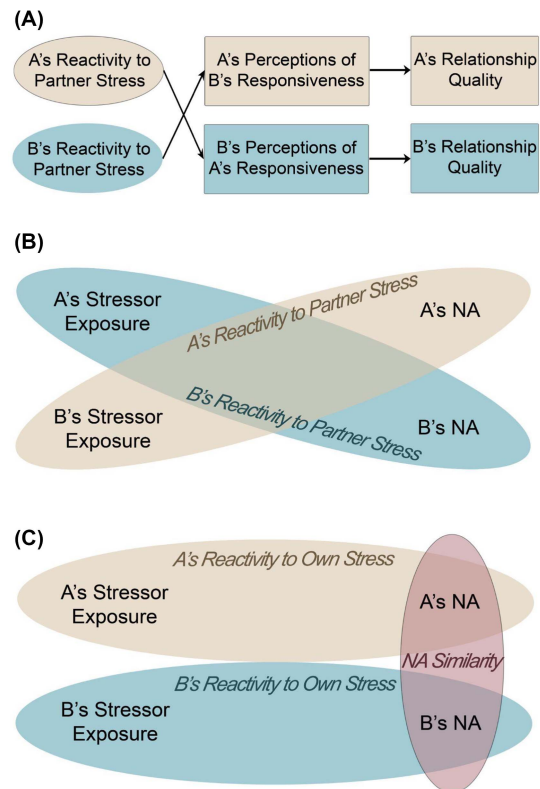 (A)
A's Reactivity to
Partner Stress
A's Perceptions of
B's Responsiveness
A's Relationship
Quality
B's Reactivity to
Partner Stress
B's Perceptions of
A's Responsiveness
B's Relationship
Quality
(B)
A's Stressor
Exposure
A's Reactivity to Partner Stress
A's NA
B's Stressor
Exposure
B's Reactivity to Partner Stress
B's NA
(C)
A's Reactivity to Own Stress
A's Stressor
Exposure
A's NA
NA Similarity
B's Reactivity to Own Stress
B's Stressor
Exposure
B's NA